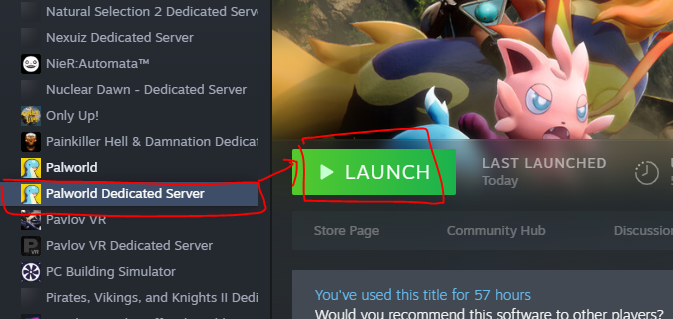 Natural Selection 2 Dedicated Serv
Nexuiz Dedicated Server
NieR:Automata™
Nuclear Dawn - Dedicated Server
Only Up!
Painkiller Hell & Damnation Dedicat
Palworld
Palworld Dedicated Server
Pavlov VR
Pavlov VR Dedicated Server
PC Building Simulator
Pirates, Vikings, and Knights II Dedi
LAUNCH
LAST LAUNCHED
Today
Store Page
Community Hub
Discussion
You've used this title for 57 hours
Would you recommend this software to other players?